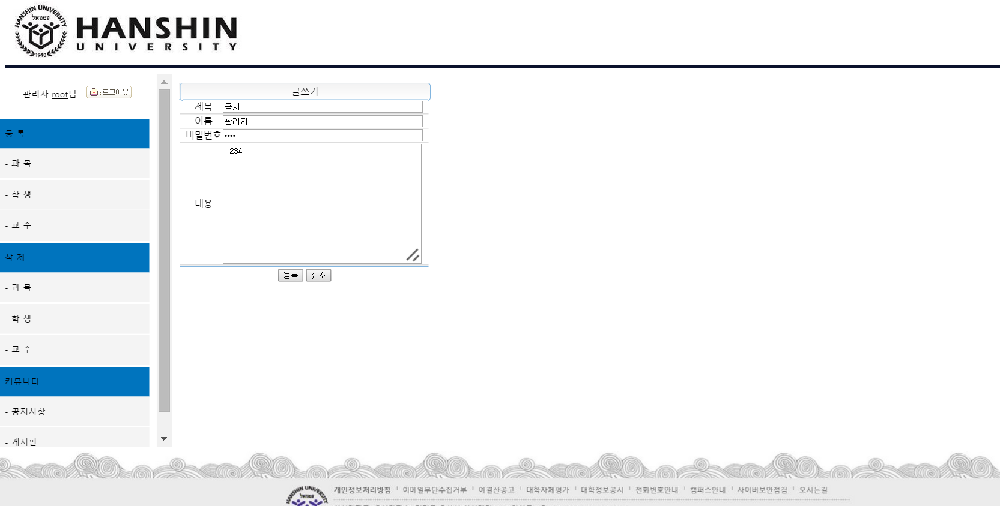 HANSHIN UNIVERSITY
עמנואל
1940
HANSHIN
UNIVERSITY
관리자 root님 로그아웃
등 록
- 과 목
- 학 생
- 교 수
삭 제
- 과 목
- 학 생
- 교 수
커뮤니티
- 공지사항
- 게시판
글쓰기
제목 공지
이름 관리자
비밀번호 ••••
내용 1234
등록 취소
HANSHIN UNIVERSITY
עמנואל
개인정보처리방침 이메일무단수집거부 예결산공고 대학자체평가 대학정보공시 전화번호안내 캠퍼스안내 사이버보안점검 오시는길